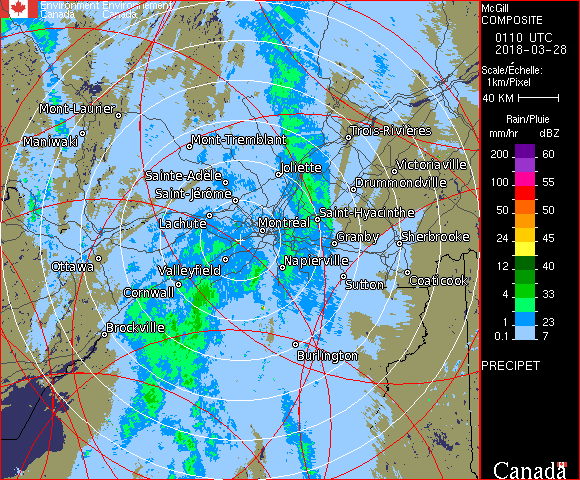 Environment Environnement
Canada Canada
Mont-Laurier
Maniwaki
Mont-Tremblant
Trois-Rivières
Sainte-Adèle
Joliette
Victoriaville
Saint-Jérôme
Drummondville
Lachute
Montréal
Saint-Hyacinthe
Granby
Sherbrooke
Ottawa
Valleyfield
Napierville
Cornwall
Sutton
Coaticook
Brockville
Burlington
McGill
COMPOSITE
0110 UTC
2018-03-28
Scale/Échelle:
1km/Pixel
40 KM
Rain/Pluie
mm/hr dBZ
200 60
100 55
50 50
24 45
12 40
4 33
1 23
0.1 7
PRECIPET
Canada